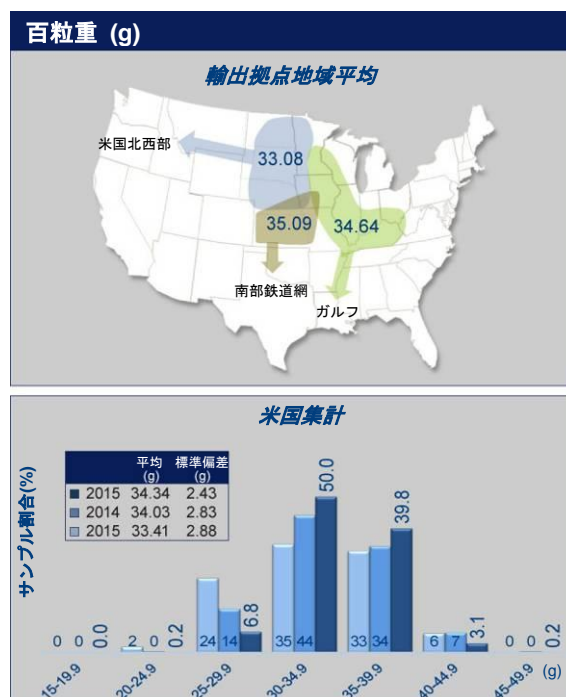 百粒重 (g)
輸出拠点地域平均
米国北西部
33.08
35.09
34.64
南部鉄道網
ガルフ
米国集計
サンプル割合(%)
平均 標準偏差
(g) (g)
2015 34.34 2.43
2014 34.03 2.83
2015 33.41 2.88
0 0 0.0
2 0 0.2
24 14 6.8
35 44 50.0
33 34 39.8
6 7 3.1
0 0 0.2
15-19.9 20-24.9 25-29.9 30-34.9 35-39.9 40-44.9 45-49.9 (g)